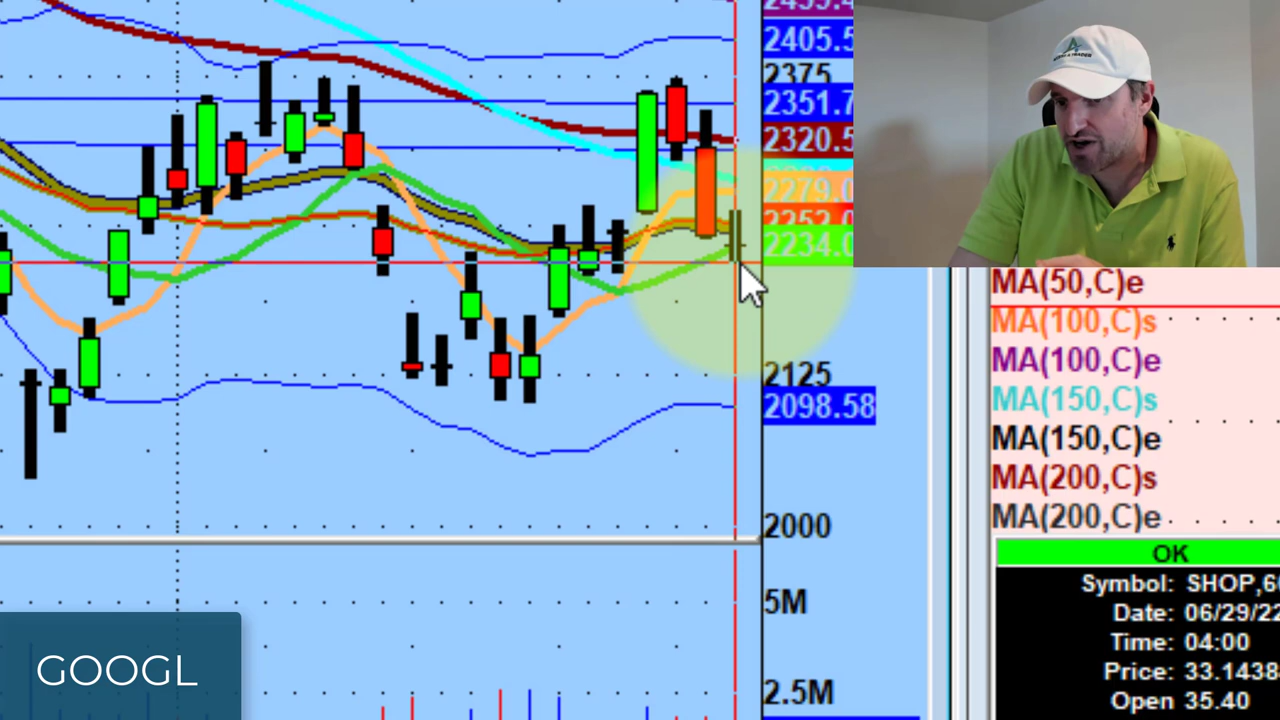 2459.4
2405.5
2375
2351.7
2320.5
2279.0
2252.0
2234.0
2125
2098.58
2000
5M
2.5M
MA(50,C)e
MA(100,C)s
MA(100,C)e
MA(150,C)s
MA(150,C)e
MA(200,C)s
MA(200,C)e
OK
Symbol: SHOP,60
Date: 06/29/22
Time: 04:00
Price: 33.1438
Open 35.40
GOOGL